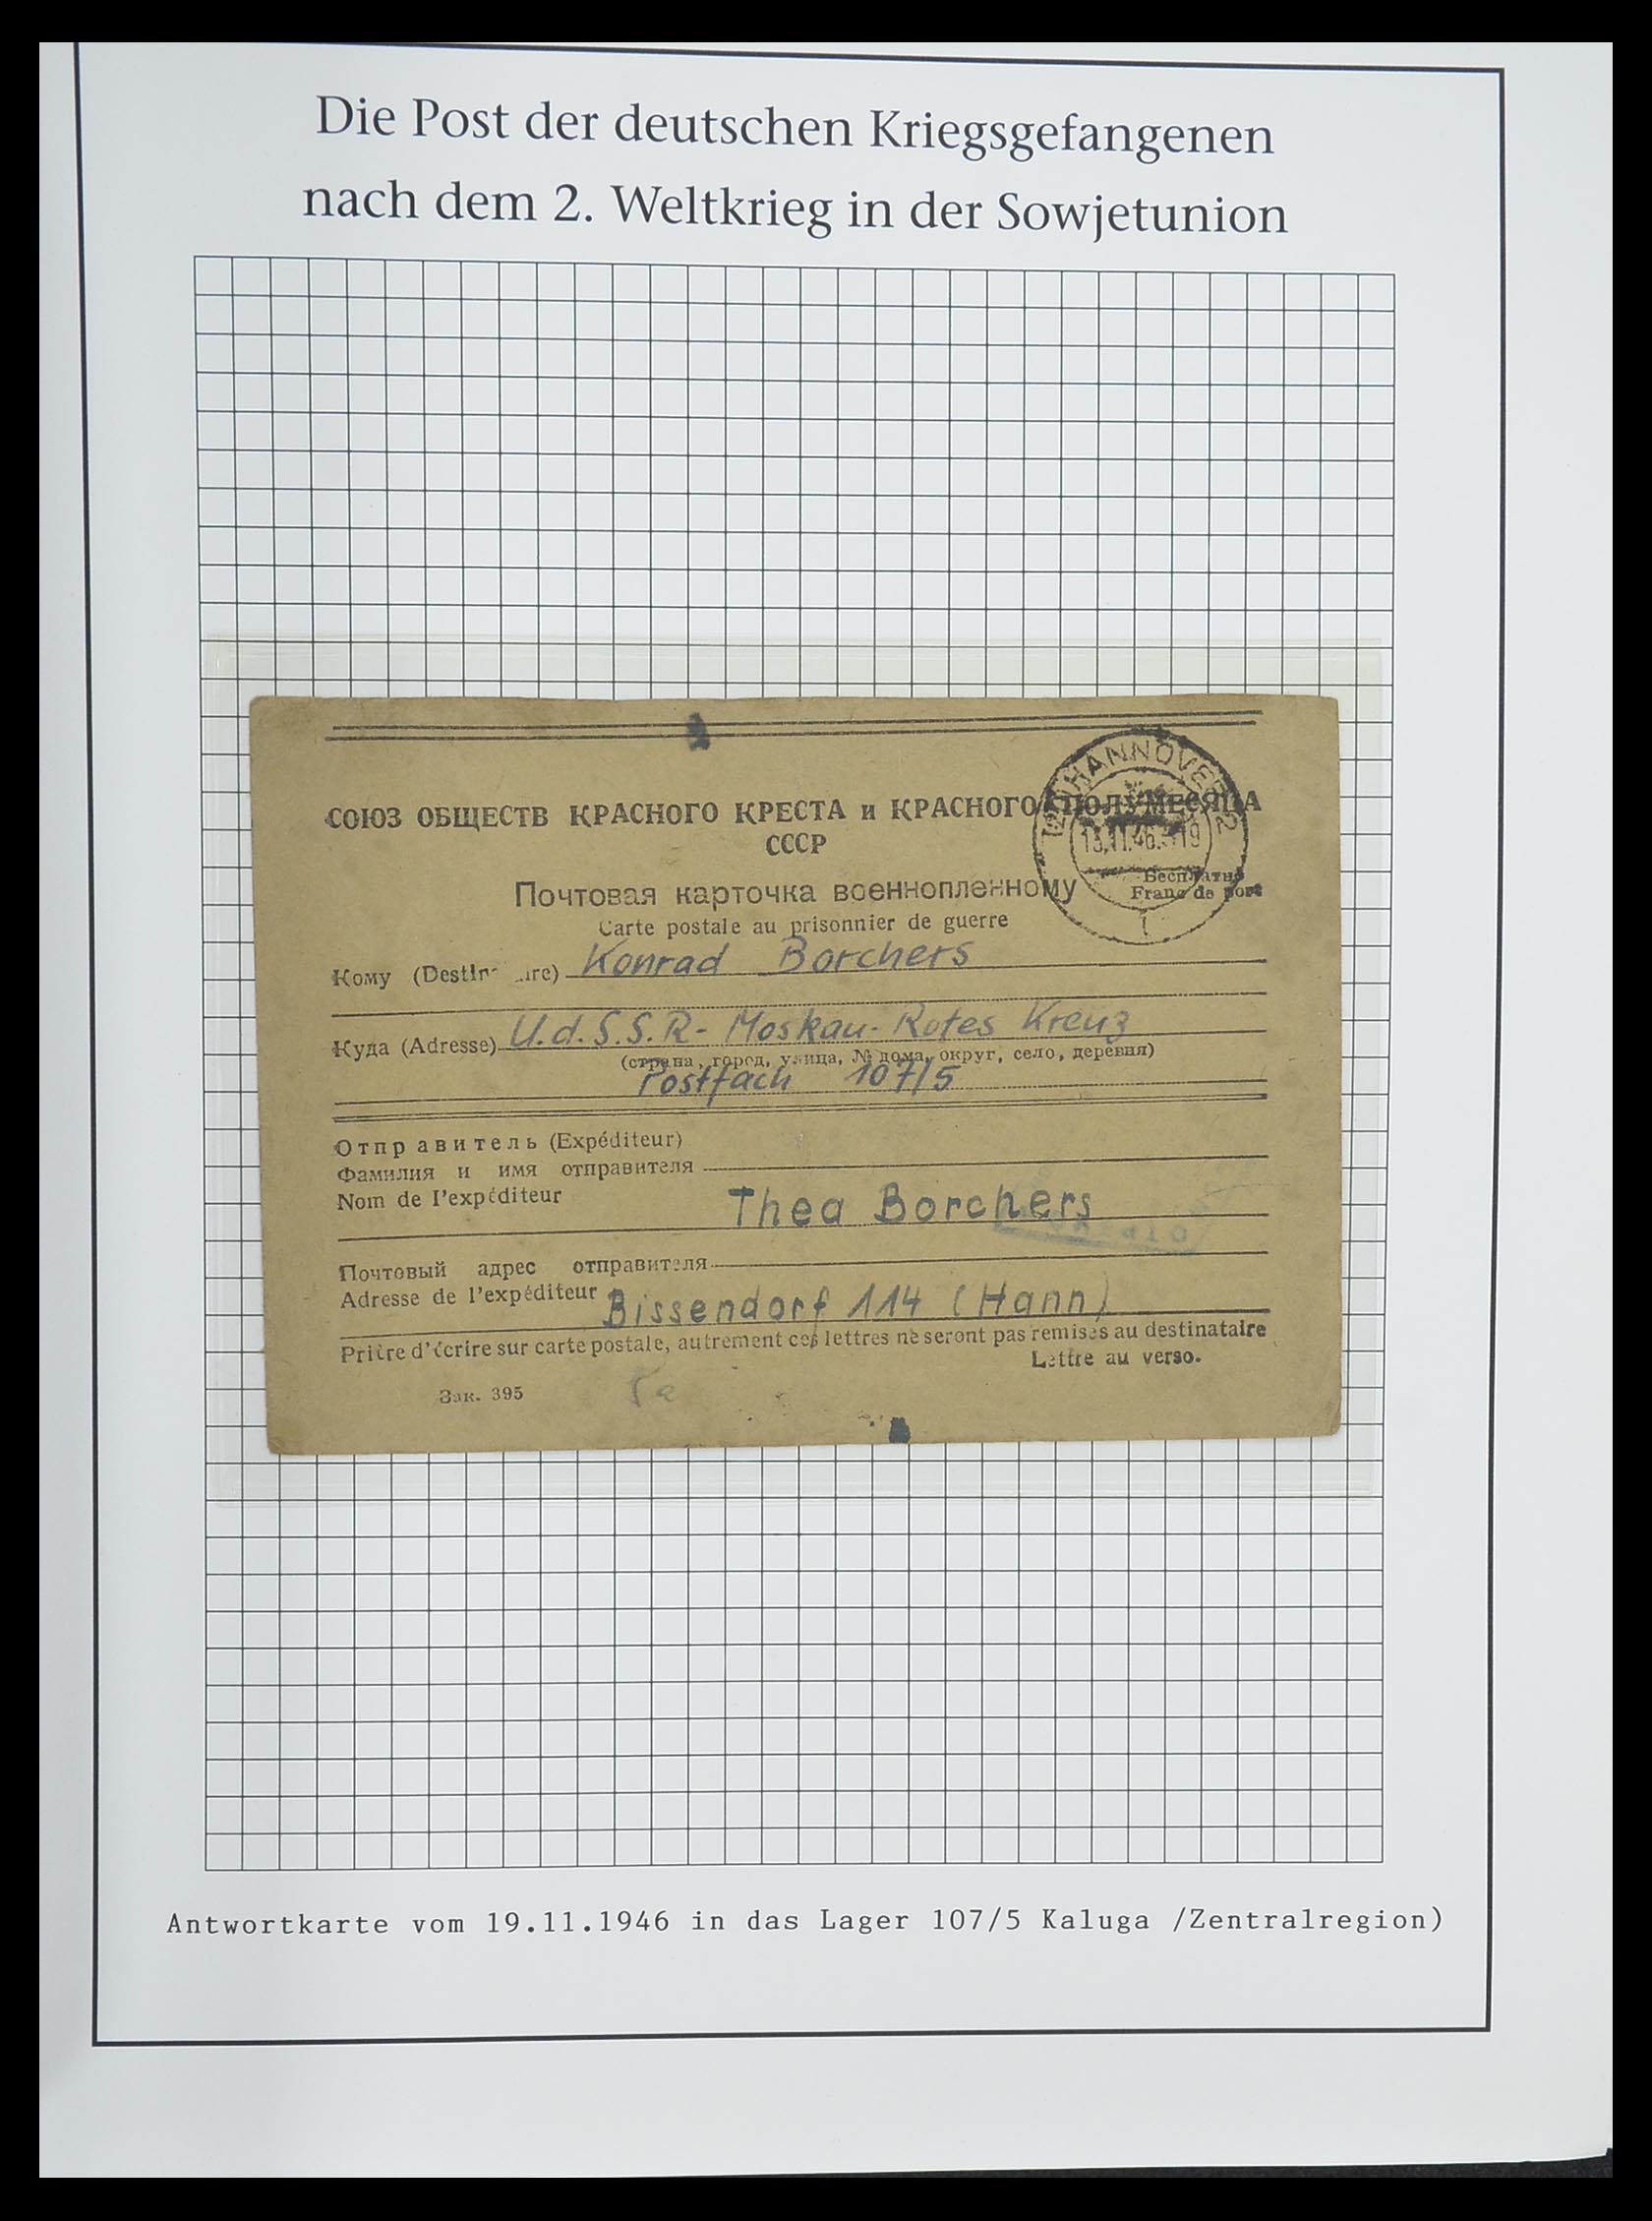 Die Post der deutschen Kriegsgefangenen
nach dem 2. Weltkrieg in der Sowjetunion
HANNOVER 2
СОЮЗ ОБЩЕСТВ КРАСНОГО КРЕСТА и КРАСНОГО ПОЛУМЕСЯЦА
СССР
.11.46.
Бесплатно
Franc de port
Почтовая карточка военнопленному
Carte postale au prisonnier de guerre
Кому (Destinataire) Konrad Borchers
Куда (Adresse) U.d.S.S.R- Moskau- Rotes Kreuz
(страна, город, улица, № дома, округ, село, деревня)
Postfach 107/5
Отправитель (Expéditeur)
Фамилия и имя отправителя
Nom de l'expéditeur
Thea Borchers
Почтовый адрес отправителя
Adresse de l'expéditeur Bissendorf 114 (Hann)
Prière d'écrire sur carte postale, autrement ces lettres ne seront pas remises au destinataire
Lettre au verso.
Зак. 395
Antwortkarte vom 19.11.1946 in das Lager 107/5 Kaluga /Zentralregion)